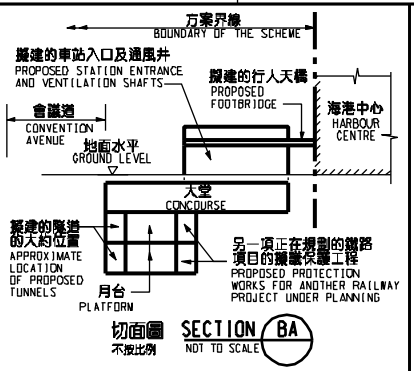 方案界線
BOUNDARY OF THE SCHEME
擬建的車站入口及通風井
PROPOSED STATION ENTRANCE
AND VENTILATION SHAFTS
擬建的行人天橋
PROPOSED
FOOTBRIDGE
海港中心
HARBOUR
CENTRE
會議道
CONVENTION
AVENUE
地面水平
GROUND LEVEL
大堂
CONCOURSE
擬建的隧道
的大約位置
APPROXIMATE
LOCATION
OF PROPOSED
TUNNELS
月台
PLATFORM
另一項正在規劃的鐵路
項目的擬議保護工程
PROPOSED PROTECTION
WORKS FOR ANOTHER RAILWAY
PROJECT UNDER PLANNING
切面圖 SECTION BA
不按比例 NOT TO SCALE